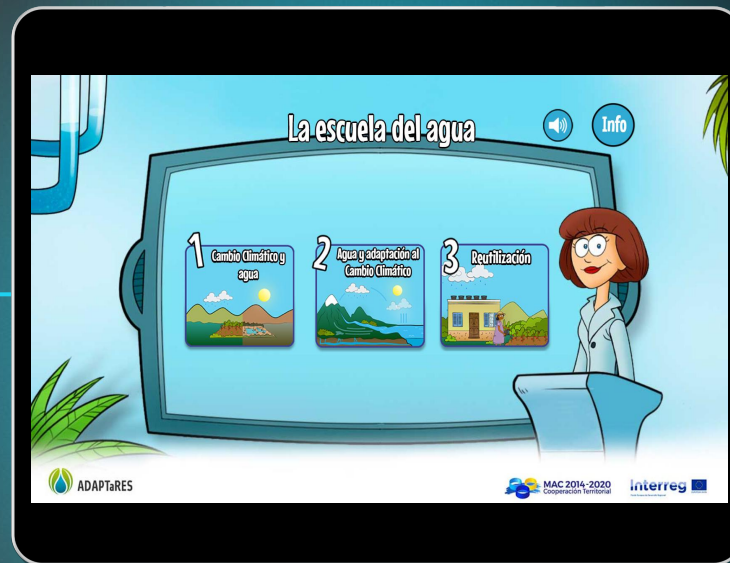 La escuela del agua
Info
1
Cambio Climático y
agua
2
Agua y adaptación al
Cambio Climático
3
Reutilización
ADAPTaRES
MAC 2014-2020
Cooperación Territorial
Interreg